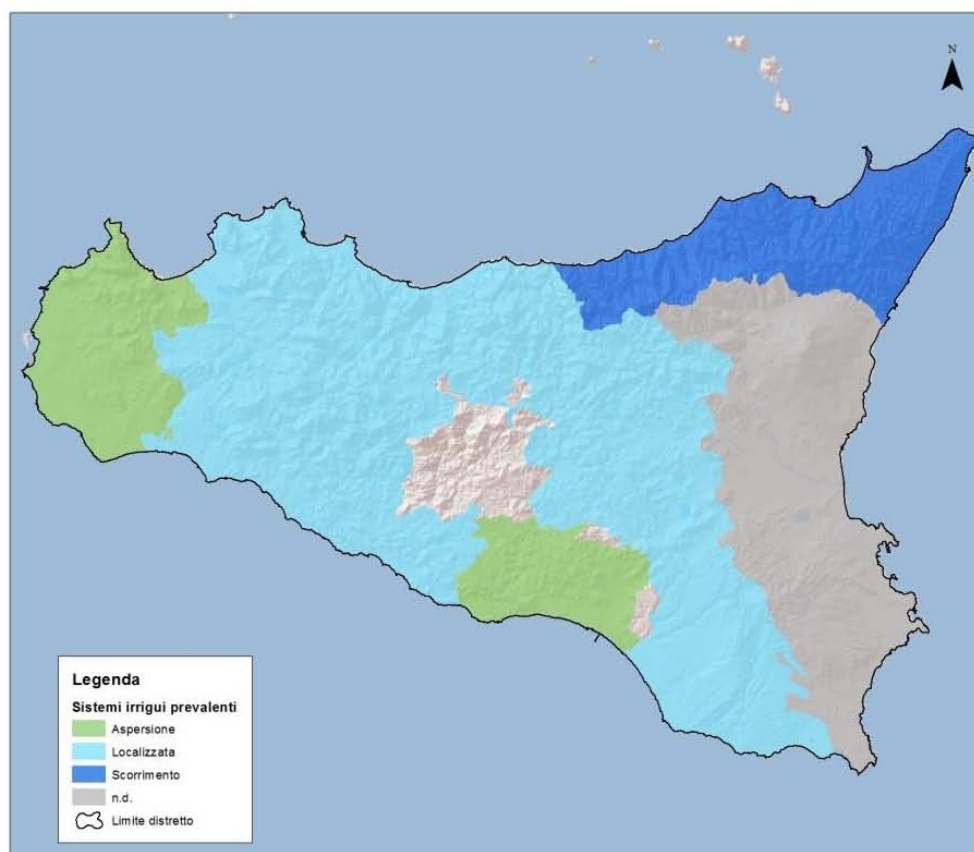 N
Legenda
Sistemi irrigui prevalenti
Aspersione
Localizzata
Scorrimento
n.d.
Limite distretto